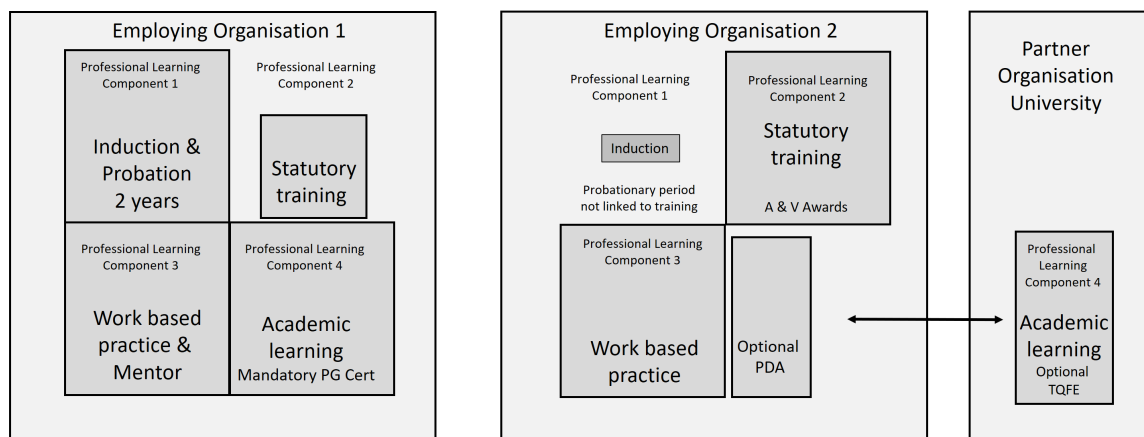 Employing Organisation 1
Professional Learning
Component 1
Induction &
Probation
2 years
Professional Learning
Component 2
Statutory
training
Professional Learning
Component 3
Work based
practice &
Mentor
Professional Learning
Component 4
Academic
learning
Mandatory PG Cert
Employing Organisation 2
Professional Learning
Component 1
Induction
Probationary period
not linked to training
Professional Learning
Component 2
Statutory
training
A & V Awards
Professional Learning
Component 3
Work based
practice
Optional
PDA
Partner
Organisation
University
Professional
Learning
Component 4
Academic
learning
Optional
TQFE